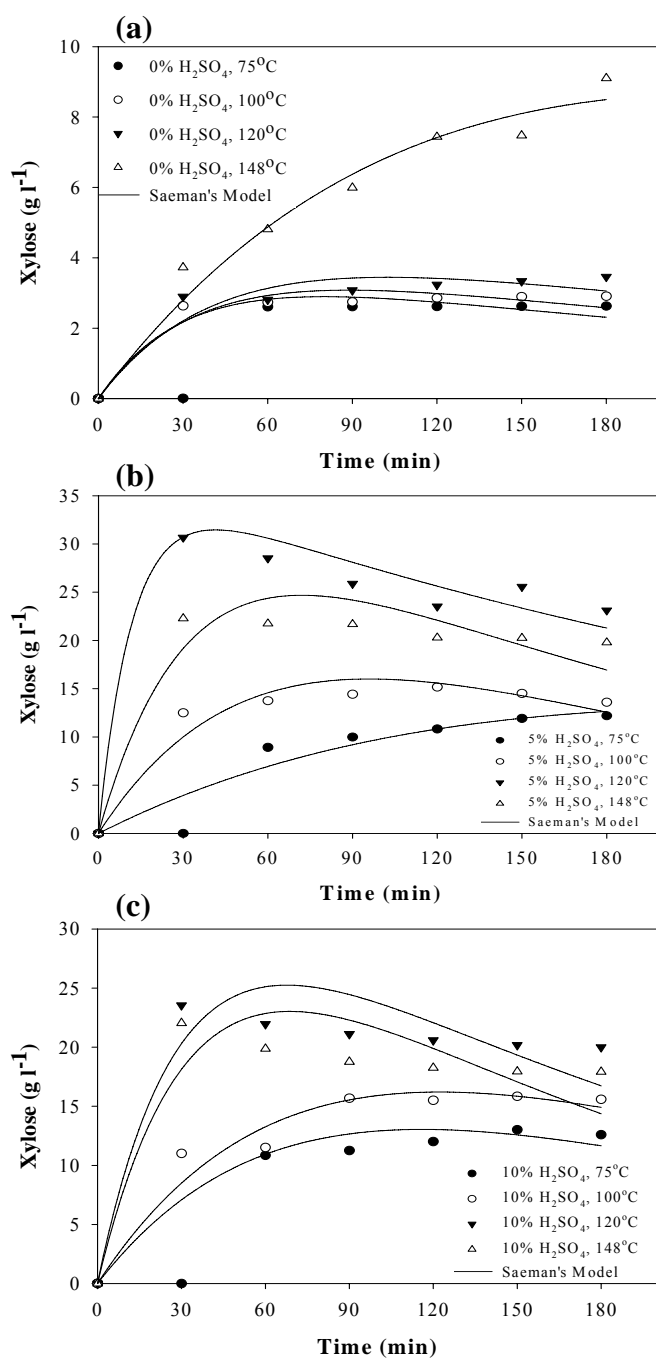 (a)
10
8
6
4
2
0
Xylose (g l-1)
0% H2SO4, 75oC
0% H2SO4, 100oC
0% H2SO4, 120oC
0% H2SO4, 148oC
Saeman's Model
0 30 60 90 120 150 180
Time (min)
(b)
35
30
25
20
15
10
5
0
Xylose (g l-1)
5% H2SO4, 75oC
5% H2SO4, 100oC
5% H2SO4, 120oC
5% H2SO4, 148oC
Saeman's Model
0 30 60 90 120 150 180
Time (min)
(c)
30
25
20
15
10
5
0
Xylose (g l-1)
10% H2SO4, 75oC
10% H2SO4, 100oC
10% H2SO4, 120oC
10% H2SO4, 148oC
Saeman's Model
0 30 60 90 120 150 180
Time (min)